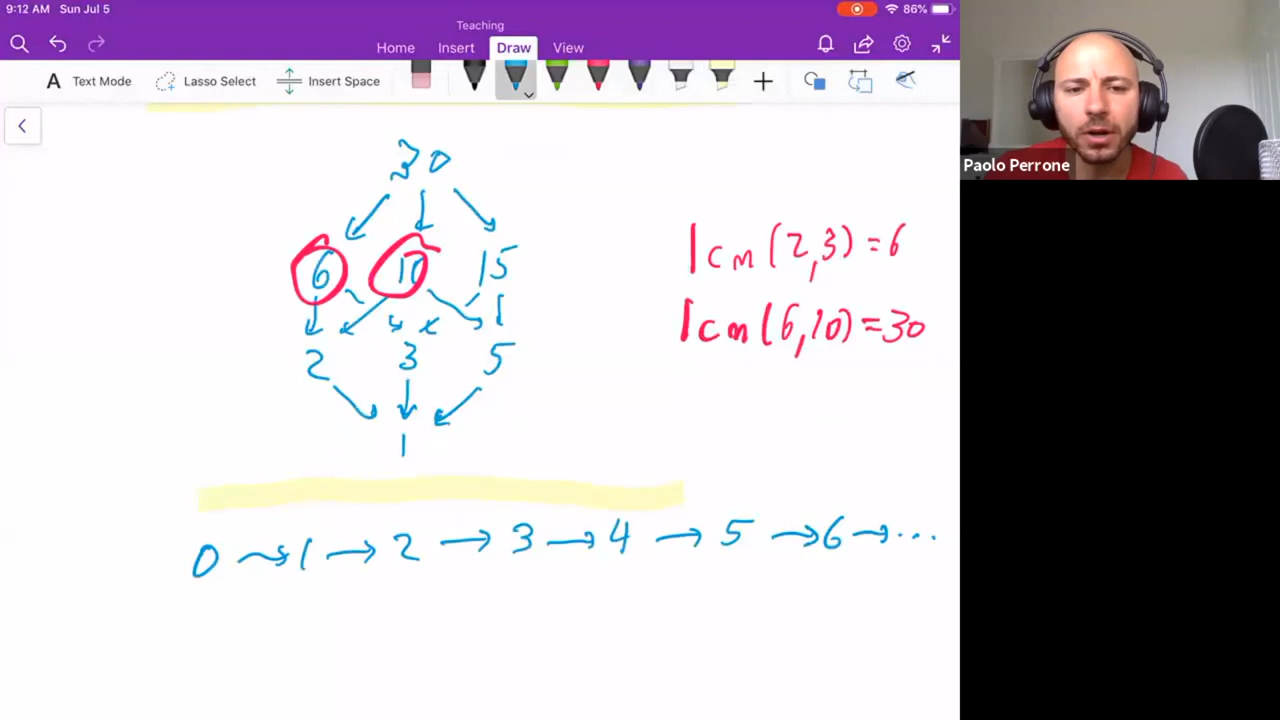 9:12 AM Sun Jul 5
86%
Teaching
Home Insert Draw View
A Text Mode Lasso Select Insert Space
Paolo Perrone
30
6 10 15
2 3 5
1
lcm(2,3)=6
lcm(6,10)=30
0 → 1 → 2 → 3 → 4 → 5 → 6 → ...